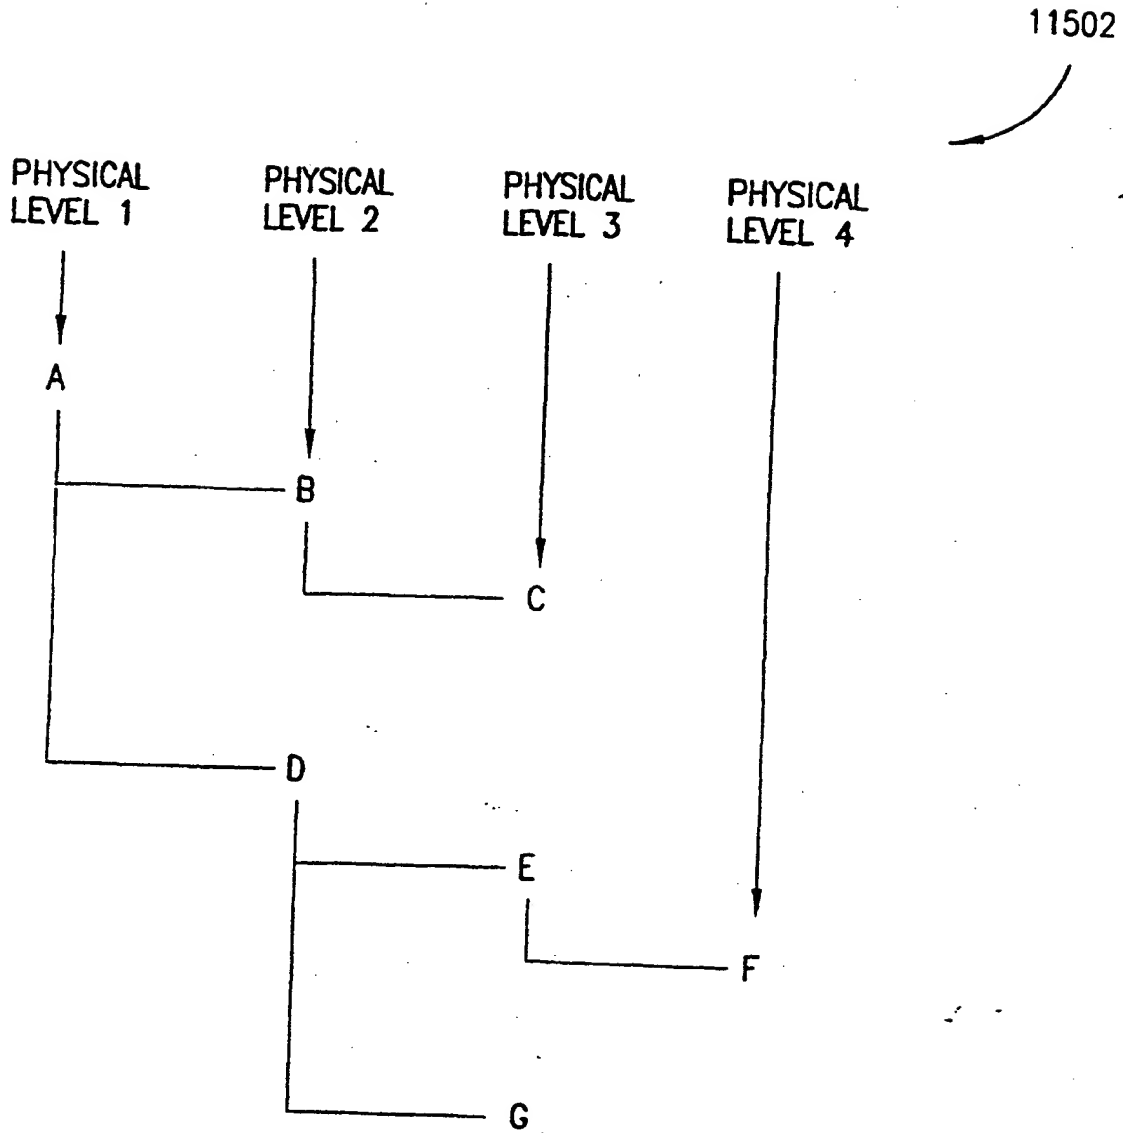 11502
PHYSICAL
LEVEL 1
PHYSICAL
LEVEL 2
PHYSICAL
LEVEL 3
PHYSICAL
LEVEL 4
A
B
C
D
E
F
G